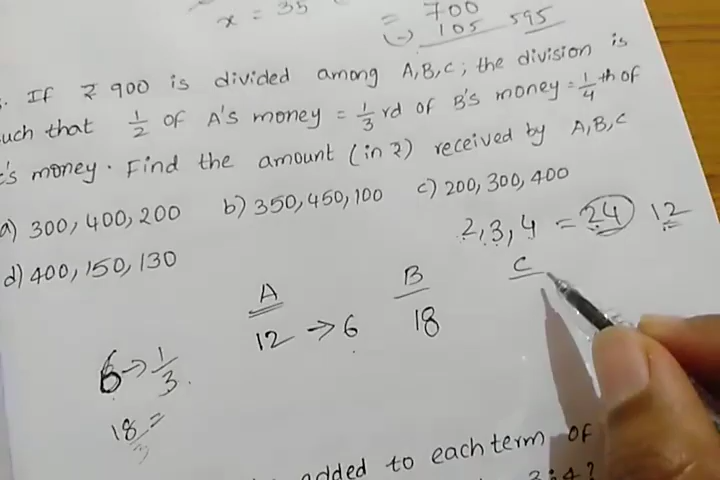 x = 35
= 700
(-) 105 595
. If ₹ 900 is divided among A,B,C; the division is
such that 1/2 of A's money = 1/3 rd of B's money = 1/4 th of
C's money. Find the amount (in ₹) received by A,B,C
a) 300, 400, 200 b) 350, 450, 100 c) 200, 300, 400
d) 400, 150, 130
2, 3, 4 = 24 12
A B C
12 → 6 18
6 → 1/3
18 =
added to each term of
3:4?